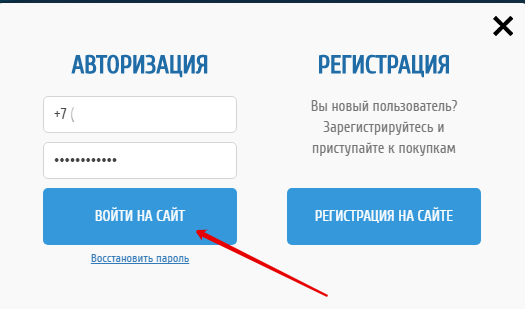 АВТОРИЗАЦИЯ
+7 (
••••••••••••
ВОЙТИ НА САЙТ
Восстановить пароль
РЕГИСТРАЦИЯ
Вы новый пользователь?
Зарегистрируйтесь и
приступайте к покупкам
РЕГИСТРАЦИЯ НА САЙТЕ